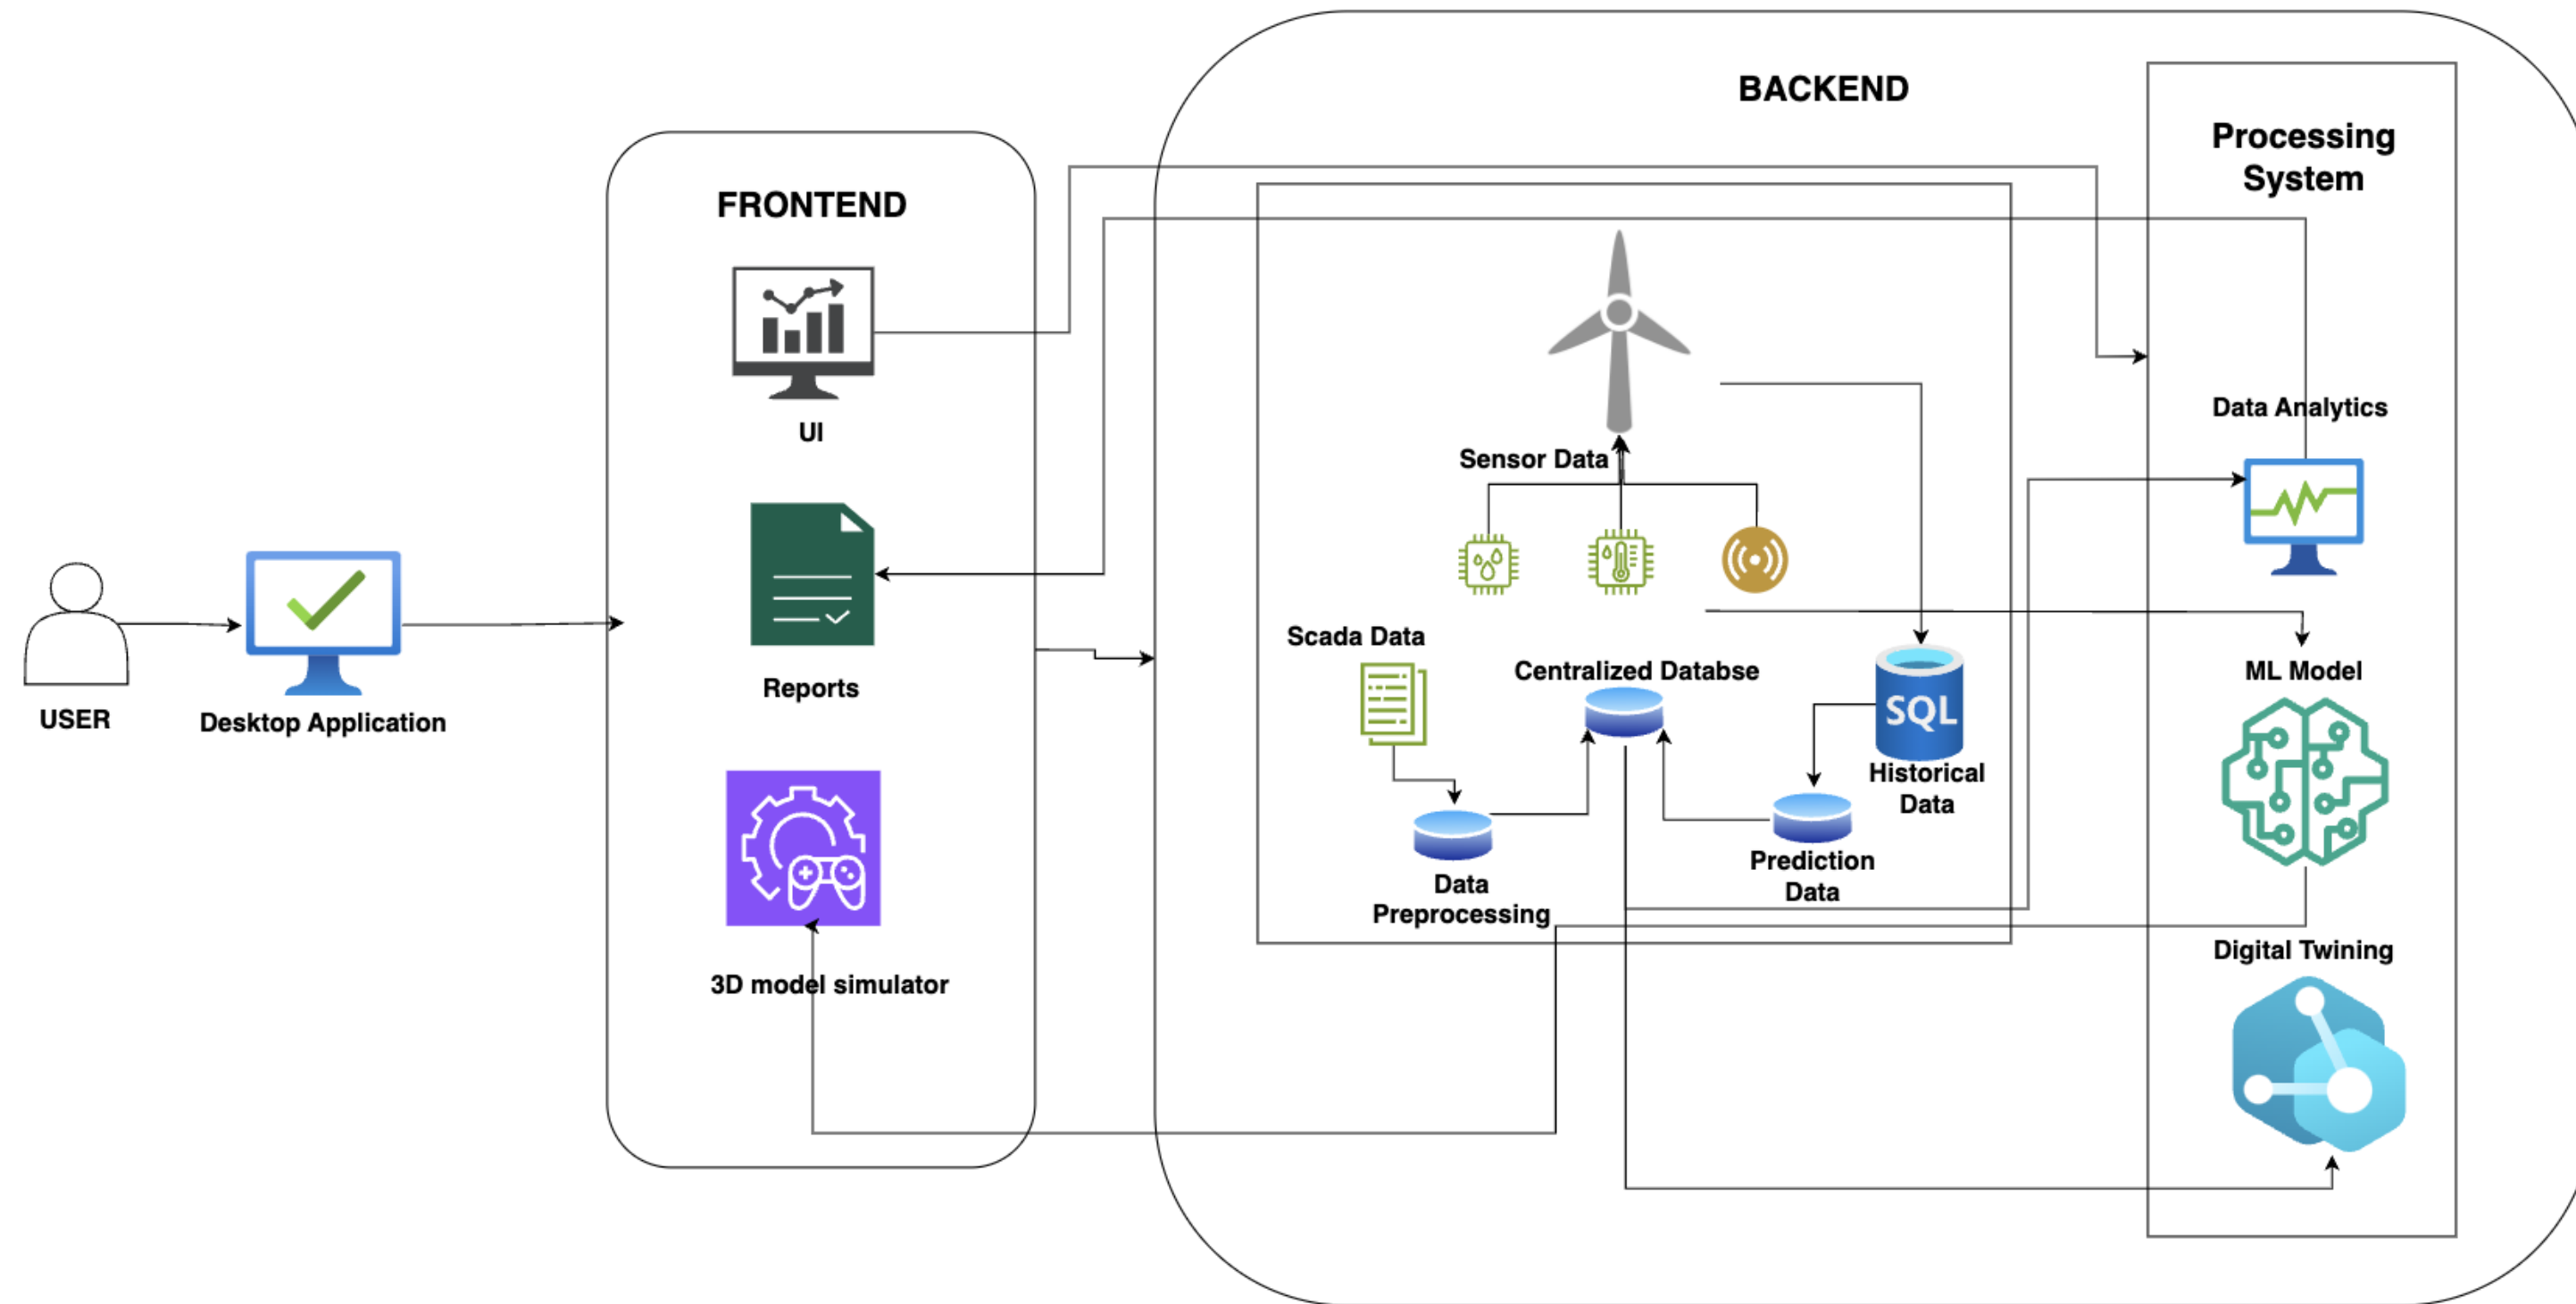 BACKEND
Processing
System
FRONTEND
UI
Data Analytics
Sensor Data
Scada Data
Centralized Databse
ML Model
Reports
USER
Desktop Application
SQL
Historical
Data
Prediction
Data
Data
Preprocessing
Digital Twining
3D model simulator